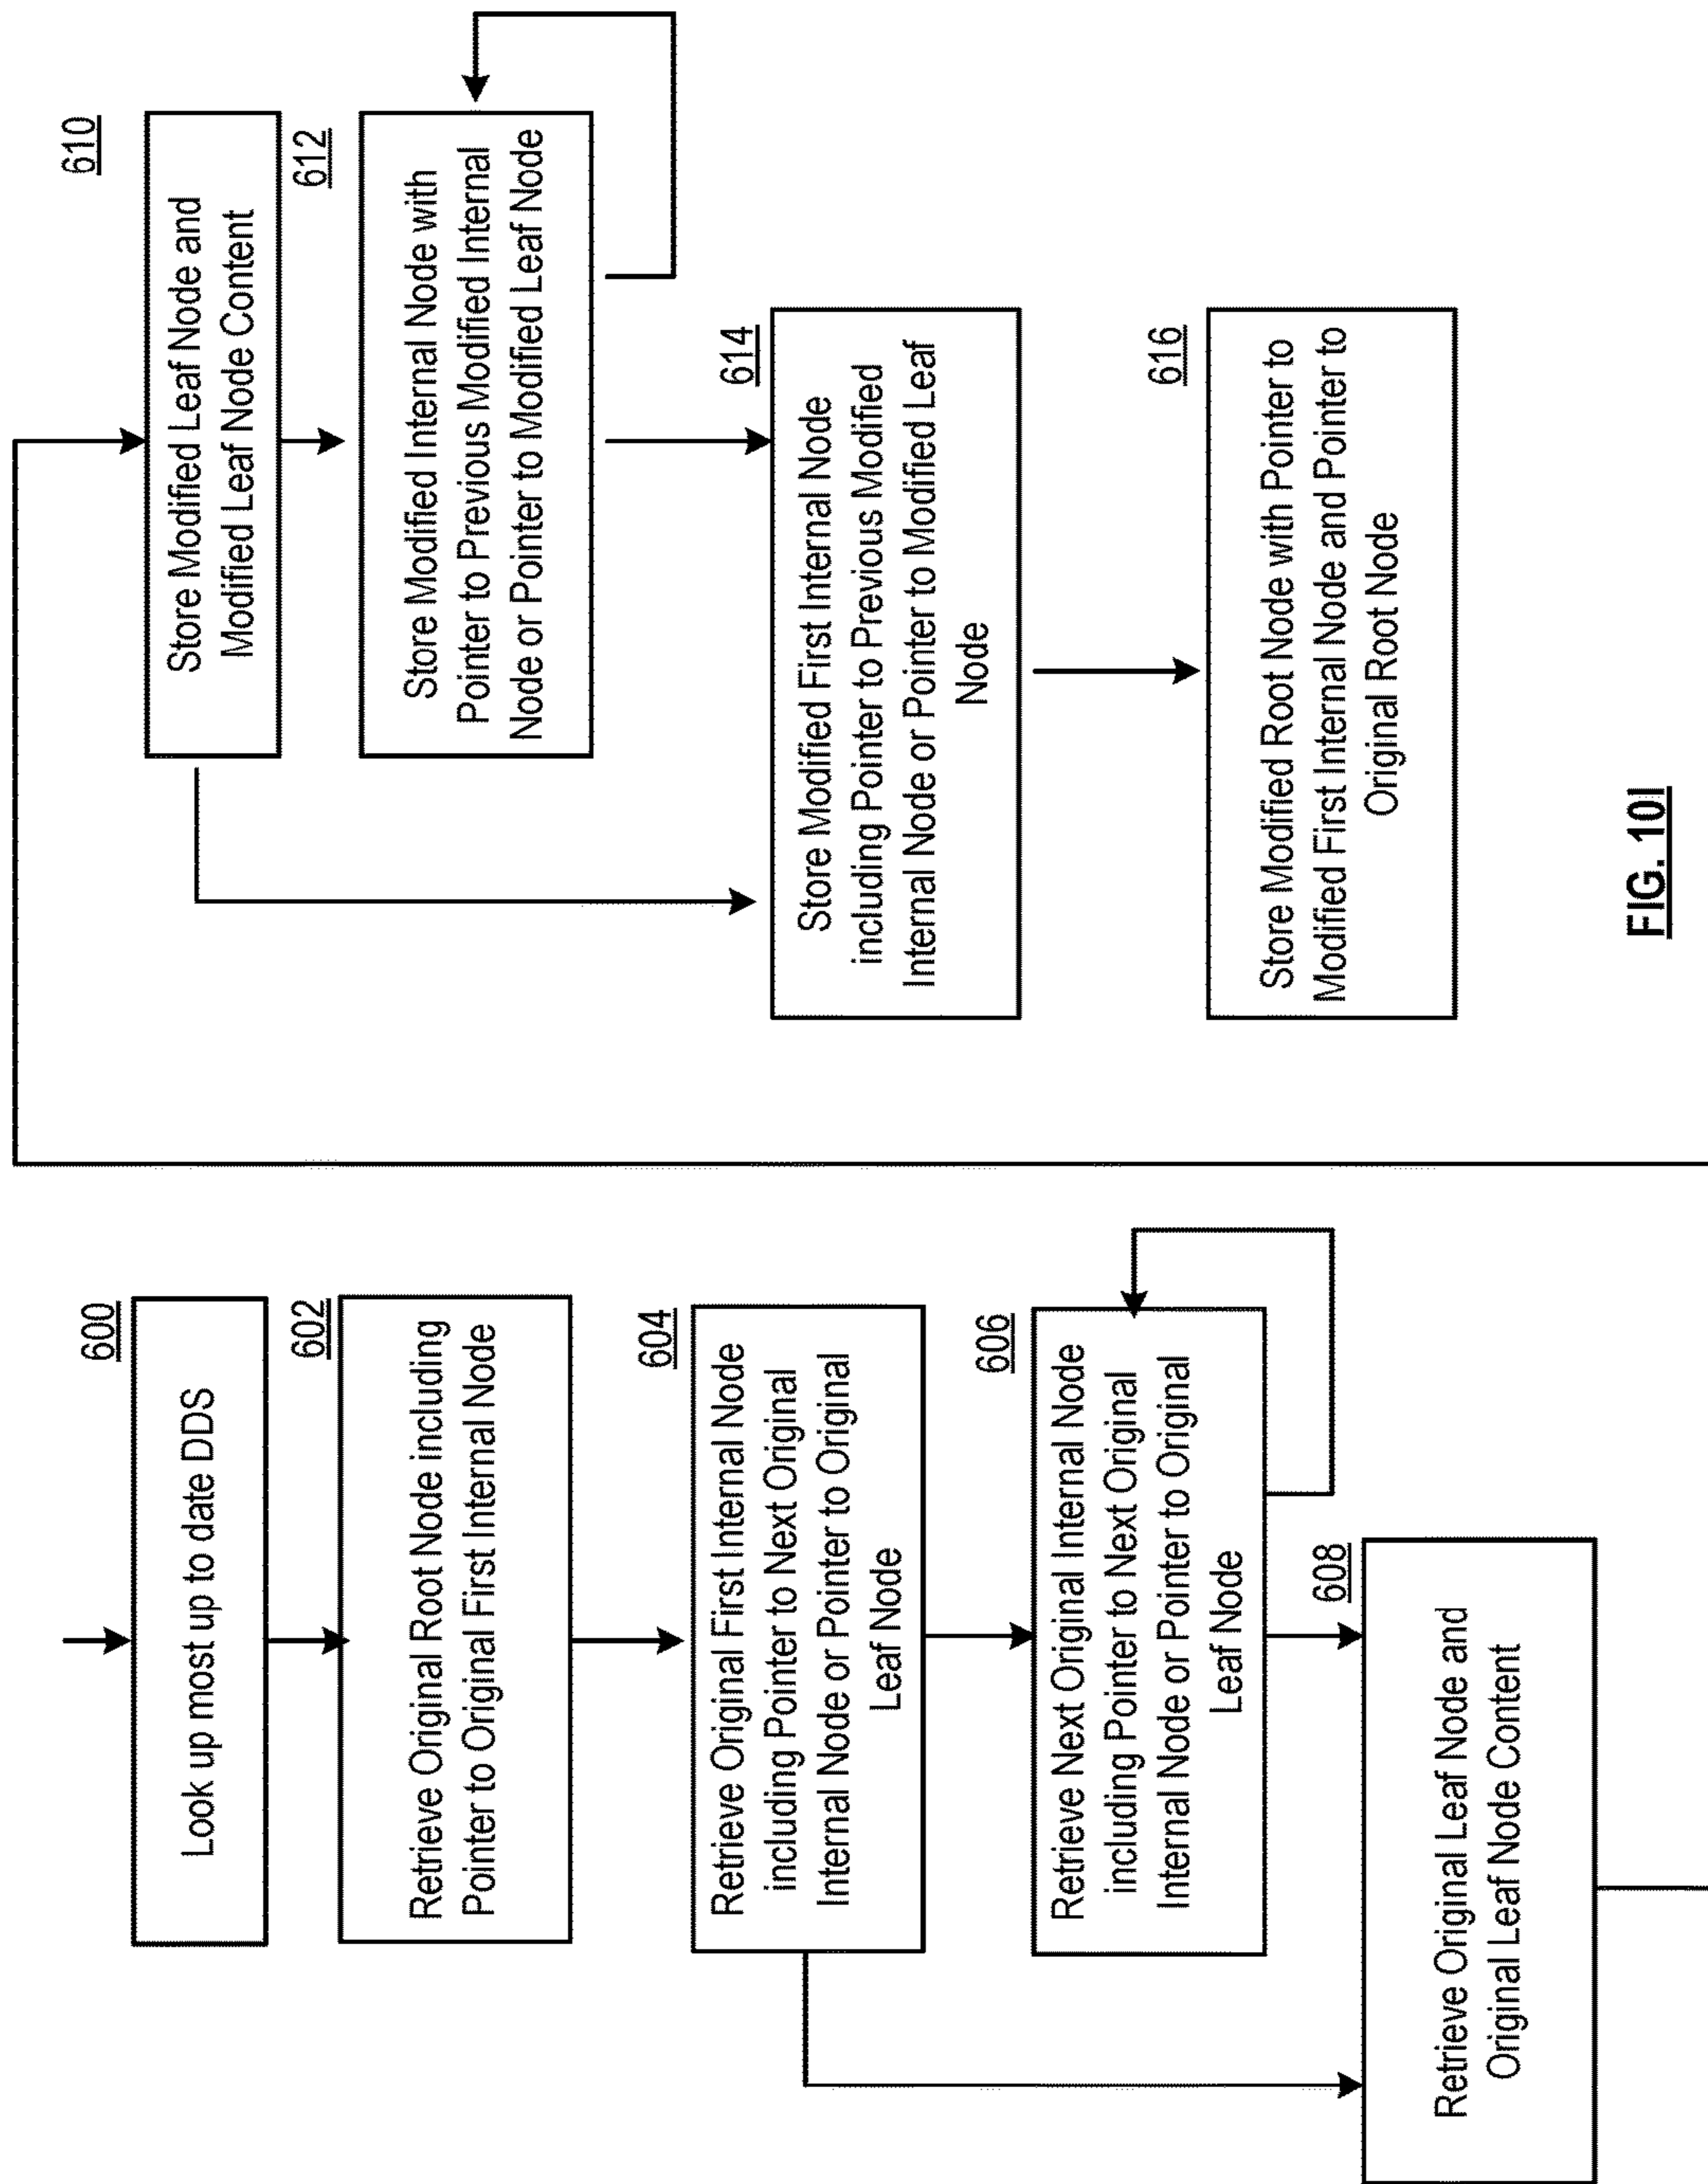 600
Look up most up to date DDS
602
Retrieve Original Root Node including
Pointer to Original First Internal Node
604
Retrieve Original First Internal Node
including Pointer to Next Original
Internal Node or Pointer to Original
Leaf Node
606
Retrieve Next Original Internal Node
including Pointer to Next Original
Internal Node or Pointer to Original
Leaf Node
608
Retrieve Original Leaf Node and
Original Leaf Node Content
610
Store Modified Leaf Node and
Modified Leaf Node Content
612
Store Modified Internal Node with
Pointer to Previous Modified Internal
Node or Pointer to Modified Leaf Node
614
Store Modified First Internal Node
including Pointer to Previous Modified
Internal Node or Pointer to Modified Leaf
Node
616
Store Modified Root Node with Pointer to
Modified First Internal Node and Pointer to
Original Root Node
FIG. 10I